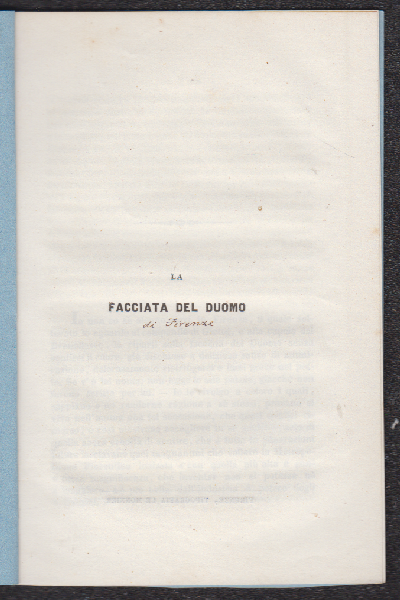 LA
FACCIATA DEL DUOMO
di Firenze